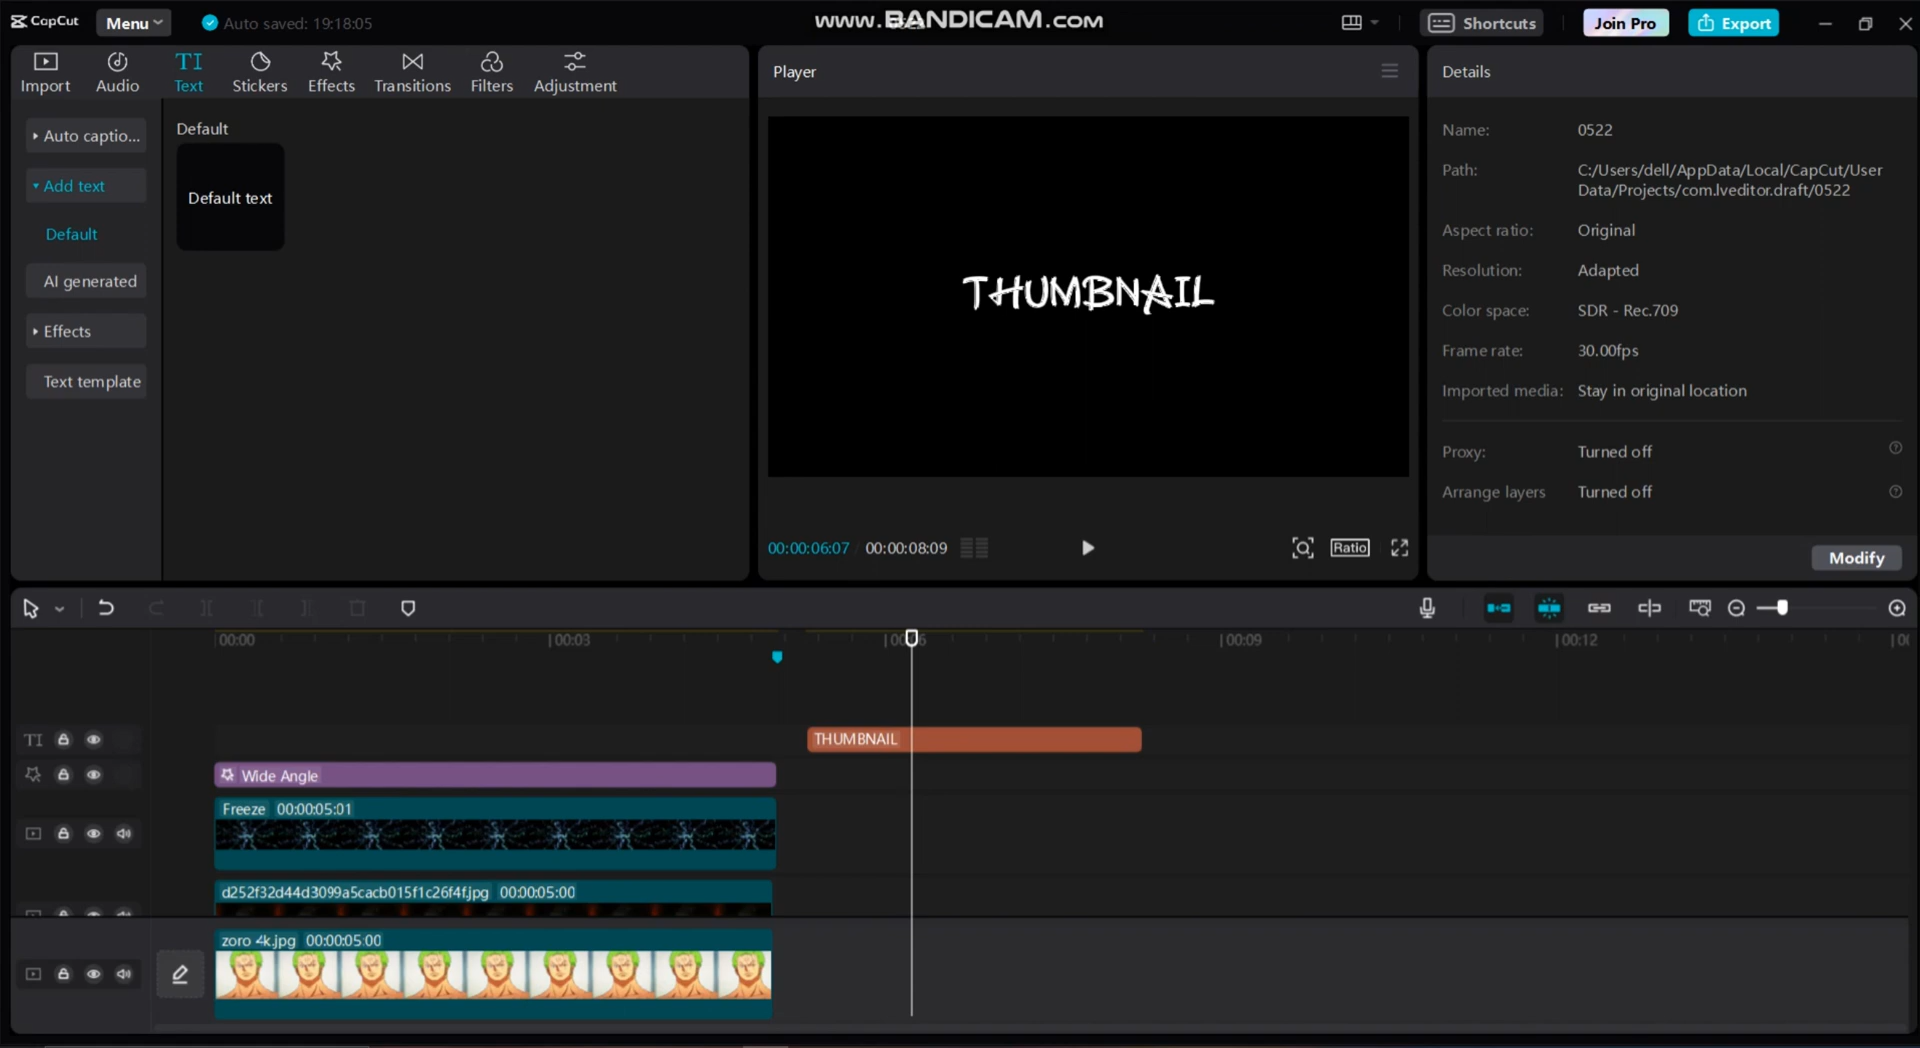 CapCut
Menu
Auto saved: 19:18:05
www.BANDICAM.com
Shortcuts
Join Pro
Export
Import
Audio
TI
Text
Stickers
Effects
Transitions
Filters
Adjustment
Auto captio...
Add text
Default
AI generated
Effects
Text template
Default
Default text
Player
THUMBNAIL
00:00:06:07
00:00:08:09
Ratio
Details
Name: 0522
Path: C:/Users/dell/AppData/Local/CapCut/User
Data/Projects/com.lveditor.draft/0522
Aspect ratio: Original
Resolution: Adapted
Color space: SDR - Rec.709
Frame rate: 30.00fps
Imported media: Stay in original location
Proxy: Turned off
Arrange layers Turned off
Modify
00:00
00:03
00:09
00:12
TI
THUMBNAIL
Wide Angle
Freeze 00:00:05:01
d252f32d44d3099a5cacb015f1c26f4f.jpg 00:00:05:00
zoro 4k.jpg 00:00:05:00